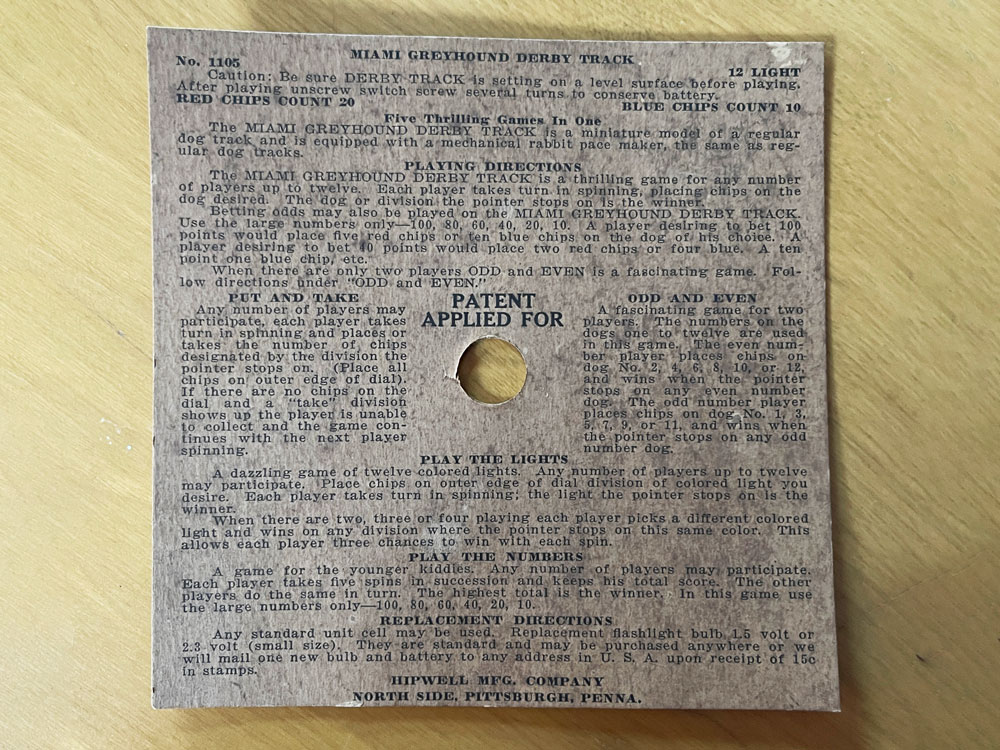 MIAMI GREYHOUND DERBY TRACK
No. 1105
12 LIGHT
Caution: Be sure DERBY TRACK is setting on a level surface before playing.
After playing unscrew switch screw several turns to conserve battery.
RED CHIPS COUNT 20
BLUE CHIPS COUNT 10
Five Thrilling Games In One
The MIAMI GREYHOUND DERBY TRACK is a miniature model of a regular
dog track and is equipped with a mechanical rabbit pace maker, the same as reg-
ular dog tracks.
PLAYING DIRECTIONS
The MIAMI GREYHOUND DERBY TRACK is a thrilling game for any number
of players up to twelve. Each player takes turn in spinning, placing chips on the
dog desired. The dog or division the pointer stops on is the winner.
Betting odds may also be played on the MIAMI GREYHOUND DERBY TRACK.
Use the large numbers only—100, 80, 60, 40, 20, 10. A player desiring to bet 100
points would place five red chips or ten blue chips on the dog of his choice. A
player desiring to bet 40 points would place two red chips or four blue. A ten
point one blue chip, etc.
When there are only two players ODD and EVEN is a fascinating game. Fol-
low directions under "ODD and EVEN."
PUT AND TAKE
Any number of players may
participate, each player takes
turn in spinning and places or
takes the number of chips
designated by the division the
pointer stops on. (Place all
chips on outer edge of dial).
If there are no chips on the
dial and a "take" division
shows up the player is unable
to collect and the game con-
tinues with the next player
spinning.
PATENT
APPLIED FOR
ODD AND EVEN
A fascinating game for two
players. The numbers on the
dogs one to twelve are used
in this game. The even num-
ber player places chips on
dog No. 2, 4, 6, 8, 10, or 12,
and wins when the pointer
stops on any even number
dog. The odd number player
places chips on dog No. 1, 3,
5, 7, 9, or 11, and wins when
the pointer stops on any odd
number dog.
PLAY THE LIGHTS
A dazzling game of twelve colored lights. Any number of players up to twelve
may participate. Place chips on outer edge of dial division of colored light you
desire. Each player takes turn in spinning; the light the pointer stops on is the
winner.
When there are two, three or four playing each player picks a different colored
light and wins on any division where the pointer stops on this same color. This
allows each player three chances to win with each spin.
PLAY THE NUMBERS
A game for the younger kiddies. Any number of players may participate.
Each player takes five spins in succession and keeps his total score. The other
players do the same in turn. The highest total is the winner. In this game use
the large numbers only—100, 80, 60, 40, 20, 10.
REPLACEMENT DIRECTIONS
Any standard unit cell may be used. Replacement flashlight bulb 1.5 volt or
2.3 volt (small size). They are standard and may be purchased anywhere or we
will mail one new bulb and battery to any address in U. S. A. upon receipt of 15c
in stamps.
HIPWELL MFG. COMPANY
NORTH SIDE, PITTSBURGH, PENNA.